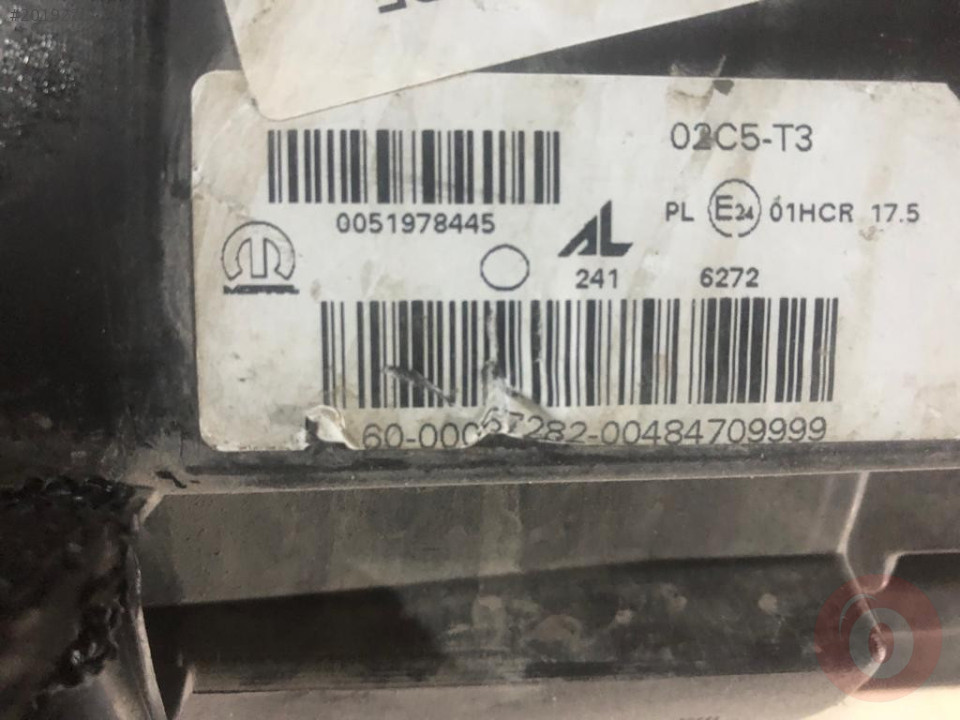 02C5-T3
0051978445
PL E24 01HCR 17.5
MOPAR
AL
241 6272